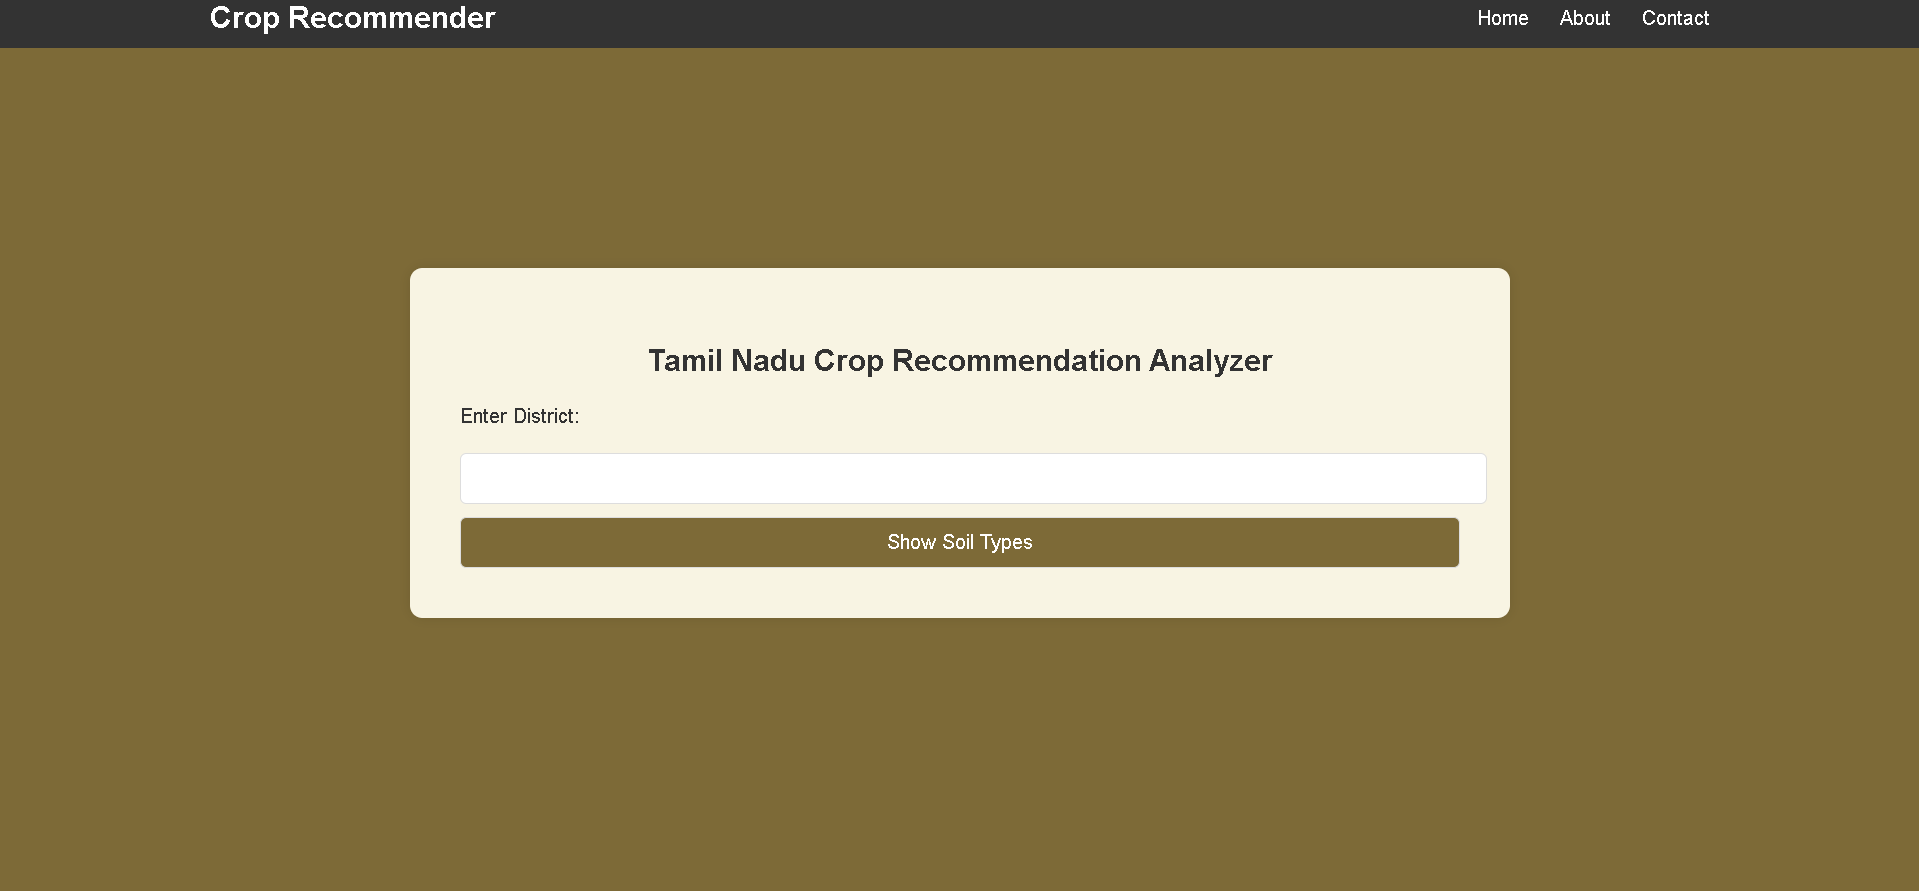 Crop Recommender
Home About Contact
Tamil Nadu Crop Recommendation Analyzer
Enter District:
Show Soil Types